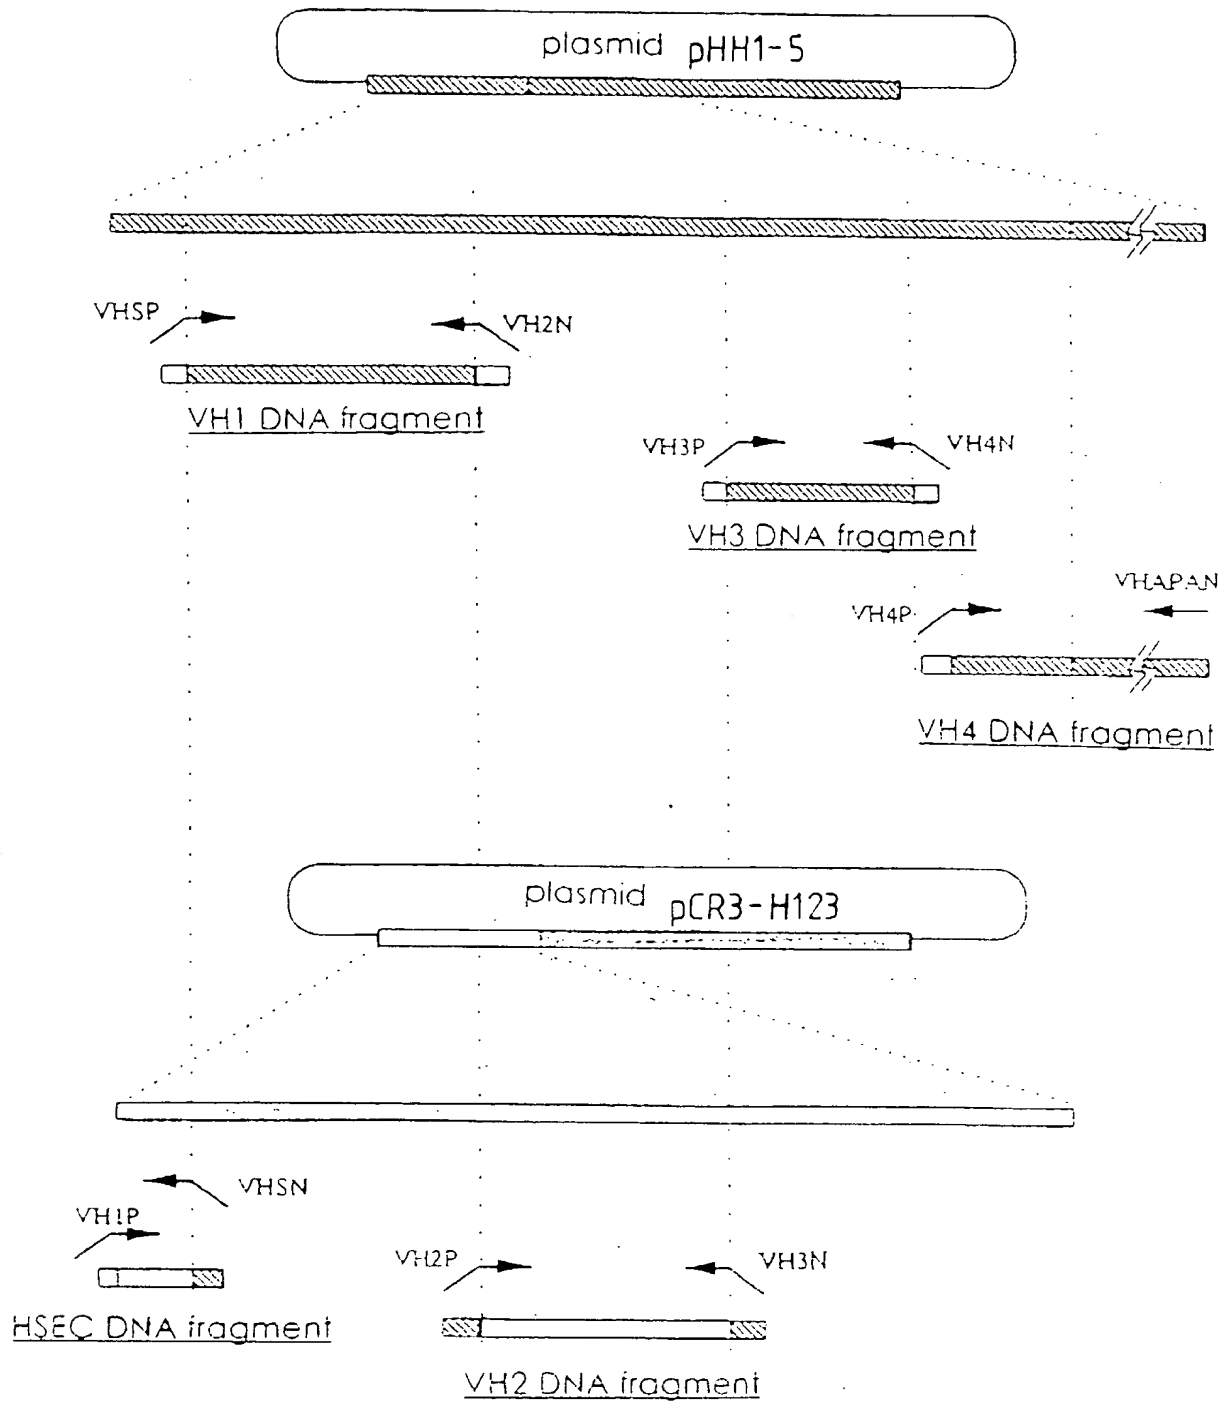 plasmid pHH1-5
VHSP
VH2N
VH1 DNA fragment
VH3P
VH4N
VH3 DNA fragment
VHAPAN
VH4P
VH4 DNA fragment
plasmid pCR3-H123
VHSN
VH1P
VH2P
VH3N
HSEC DNA fragment
VH2 DNA fragment